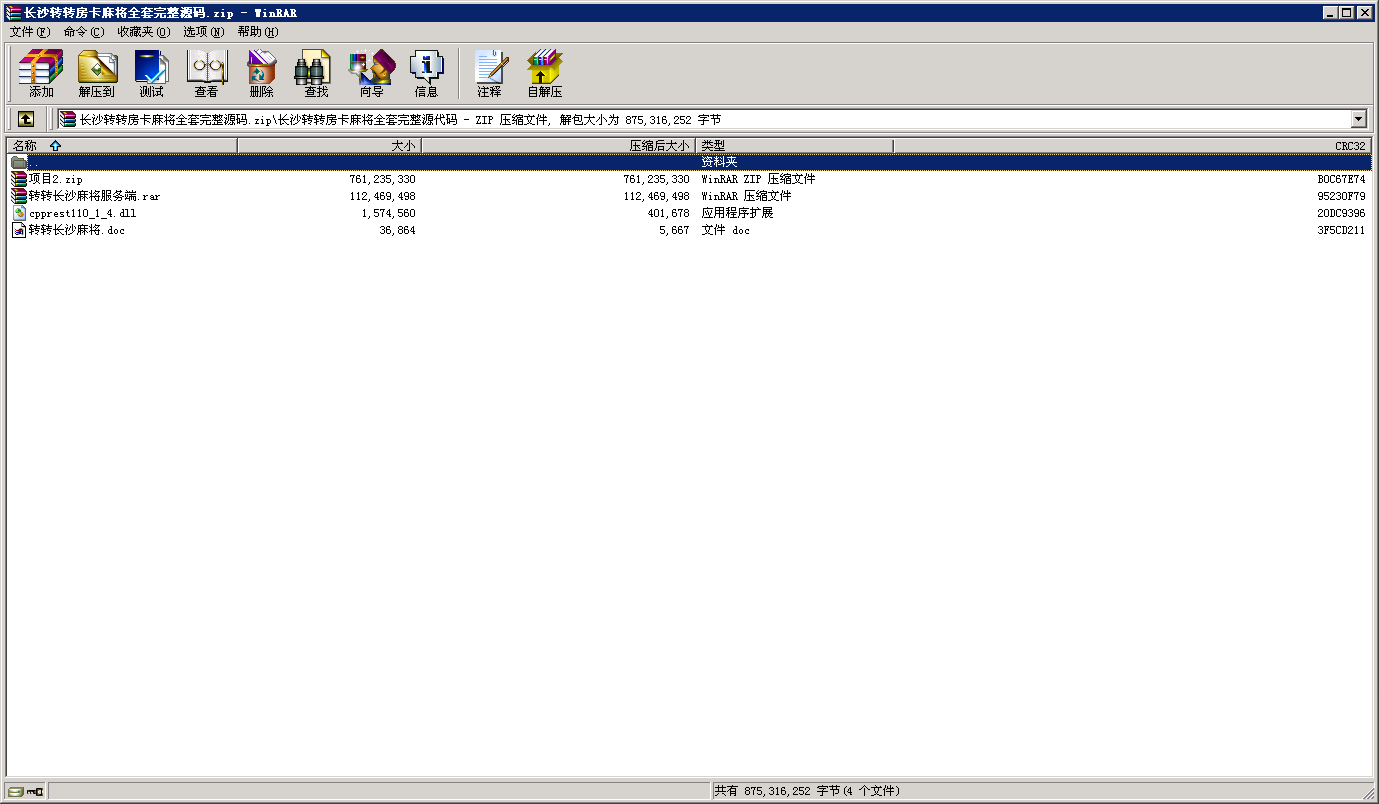 长沙转转房卡麻将全套完整源码.zip - WinRAR
文件(F) 命令(C) 收藏夹(O) 选项(N) 帮助(H)
添加 解压到 测试 查看 删除 查找 向导 信息 注释 自解压
长沙转转房卡麻将全套完整源码.zip\长沙转转房卡麻将全套完整源代码 - ZIP 压缩文件, 解包大小为 875,316,252 字节
名称 大小 压缩后大小 类型 CRC32
.. 资料夹
项目2.zip 761,235,330 761,235,330 WinRAR ZIP 压缩文件 B0C67E74
转转长沙麻将服务端.rar 112,469,498 112,469,498 WinRAR 压缩文件 95230F79
cpprest110_1_4.dll 1,574,560 401,678 应用程序扩展 20DC9396
转转长沙麻将.doc 36,864 5,667 文件 doc 3F5CD211
共有 875,316,252 字节(4 个文件)